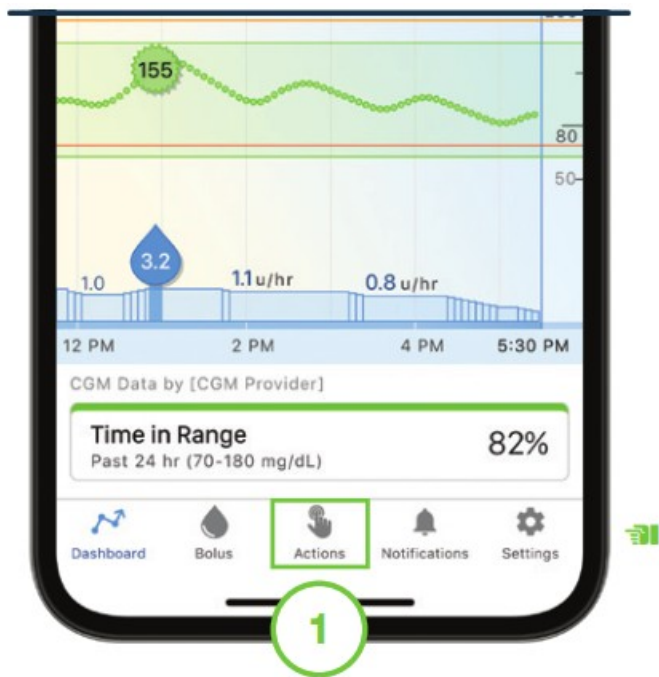 155
80
50
3.2
1.0
1.1 u/hr
0.8 u/hr
12 PM
2 PM
4 PM
5:30 PM
CGM Data by [CGM Provider]
Time in Range
82%
Past 24 hr (70-180 mg/dL)
Dashboard
Bolus
Actions
Notifications
Settings
1